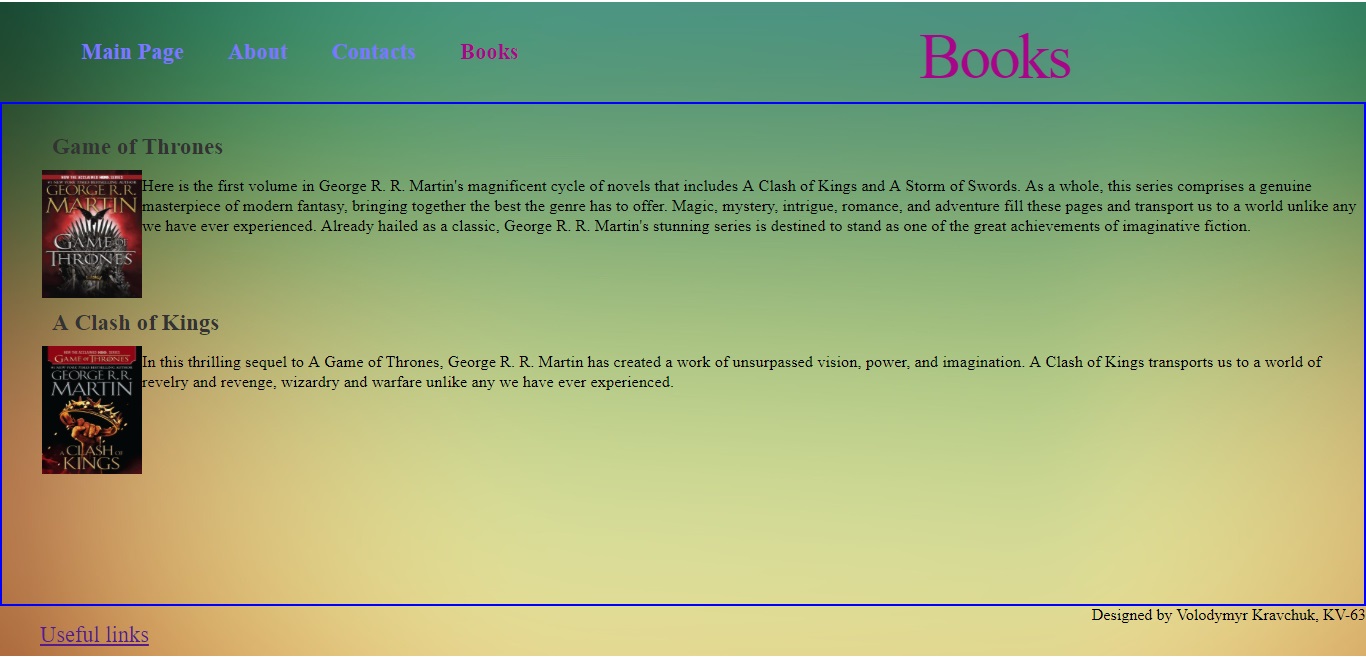 Main Page About Contacts Books
Books
Game of Thrones
GEORGE R.R.
MARTIN
GAME OF
THRONES
Here is the first volume in George R. R. Martin's magnificent cycle of novels that includes A Clash of Kings and A Storm of Swords. As a whole, this series comprises a genuine
masterpiece of modern fantasy, bringing together the best the genre has to offer. Magic, mystery, intrigue, romance, and adventure fill these pages and transport us to a world unlike any
we have ever experienced. Already hailed as a classic, George R. R. Martin's stunning series is destined to stand as one of the great achievements of imaginative fiction.
A Clash of Kings
GAME OF THRONES
GEORGE R.R.
MARTIN
A CLASH OF
KINGS
In this thrilling sequel to A Game of Thrones, George R. R. Martin has created a work of unsurpassed vision, power, and imagination. A Clash of Kings transports us to a world of
revelry and revenge, wizardry and warfare unlike any we have ever experienced.
Designed by Volodymyr Kravchuk, KV-63
Useful links